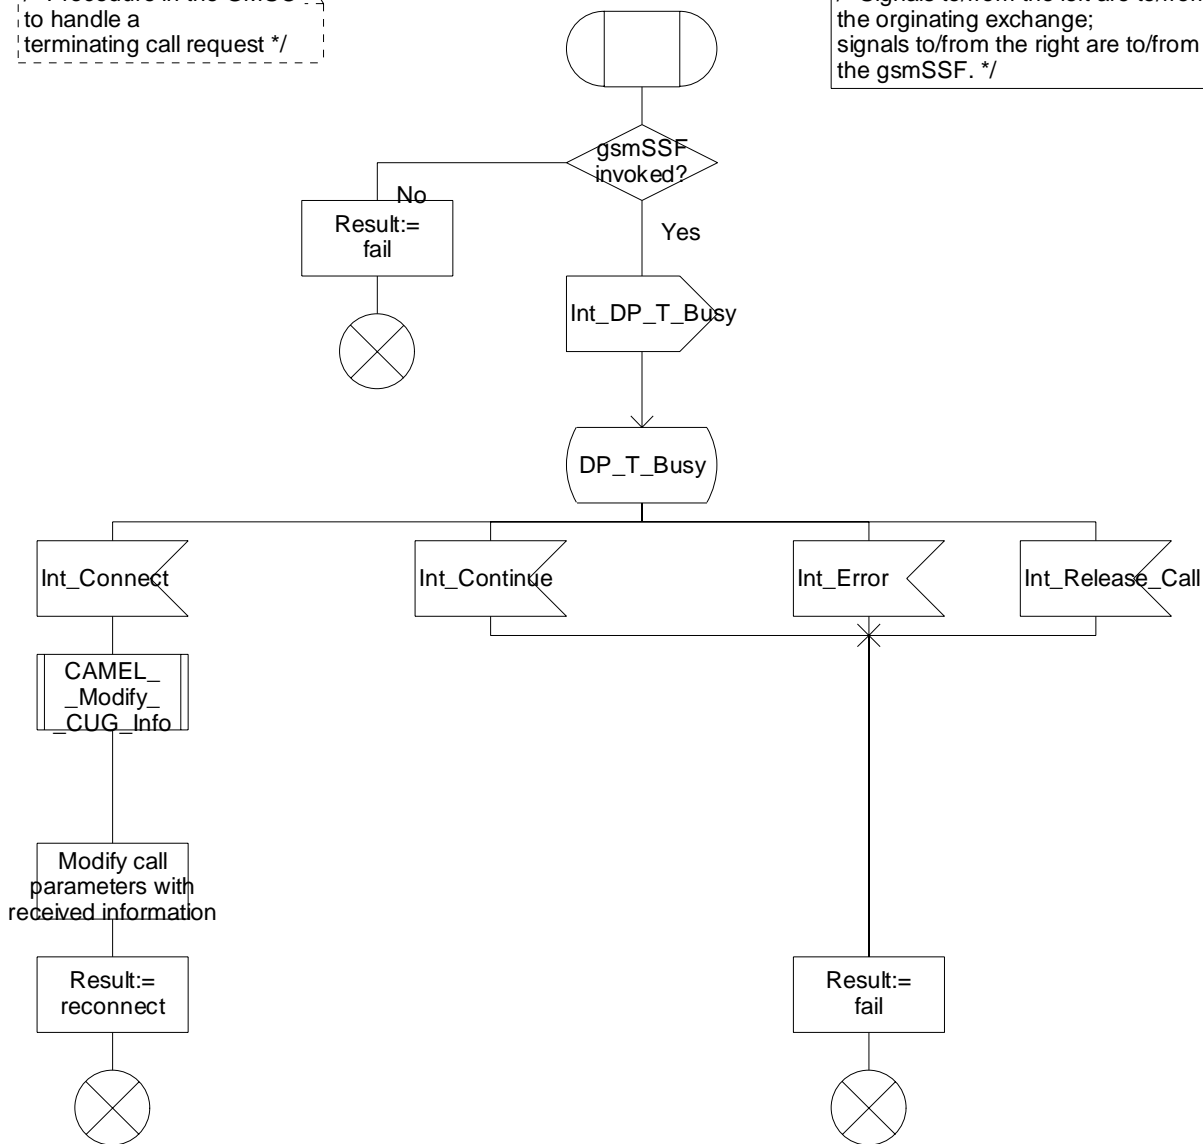 to handle a
terminating call request */
the orginating exchange;
signals to/from the right are to/from
the gsmSSF. */
gsmSSF
invoked?
No
Yes
Result:=
fail
Int_DP_T_Busy
DP_T_Busy
Int_Connect
Int_Continue
Int_Error
Int_Release_Call
CAMEL_
_Modify_
_CUG_Info
Modify call
parameters with
received information
Result:=
reconnect
Result:=
fail